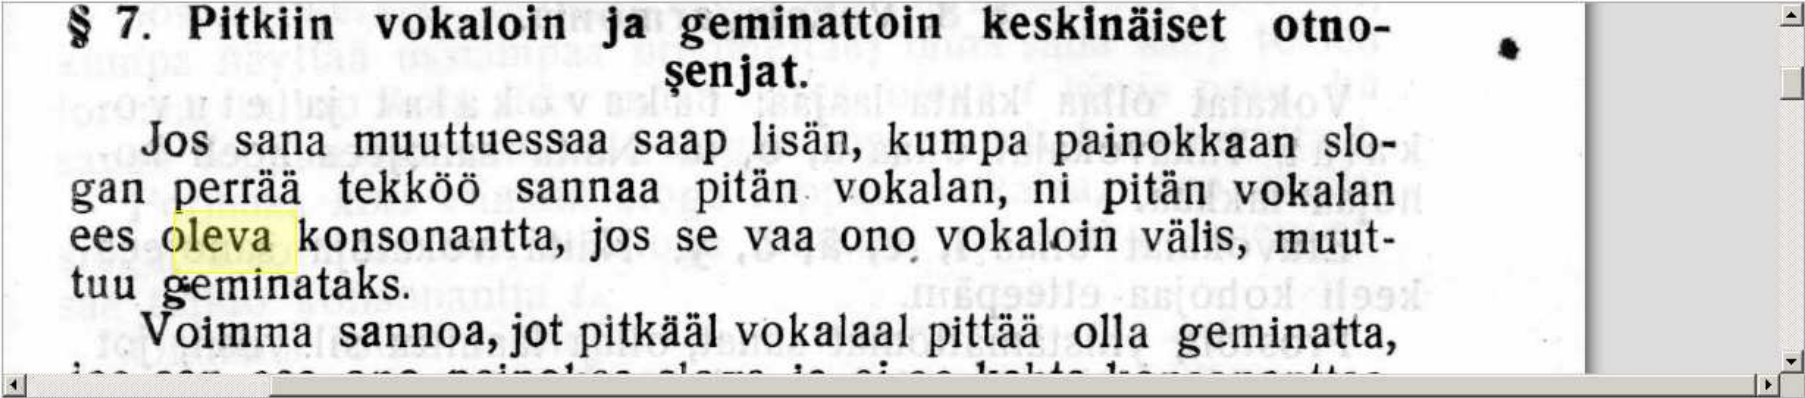 § 7. Pitkiin vokaloin ja geminattoin keskinäiset otno-
şenjat.
Jos sana muuttuessaa saap lisän, kumpa painokkaan slo-
gan perrää tekköö sannaa pitän vokalan, ni pitän vokalan
ees oleva konsonantta, jos se vaa ono vokaloin välis, muut-
tuu geminataks.
Voimma sannoa, jot pitkääl vokalaal pittää olla geminatta,